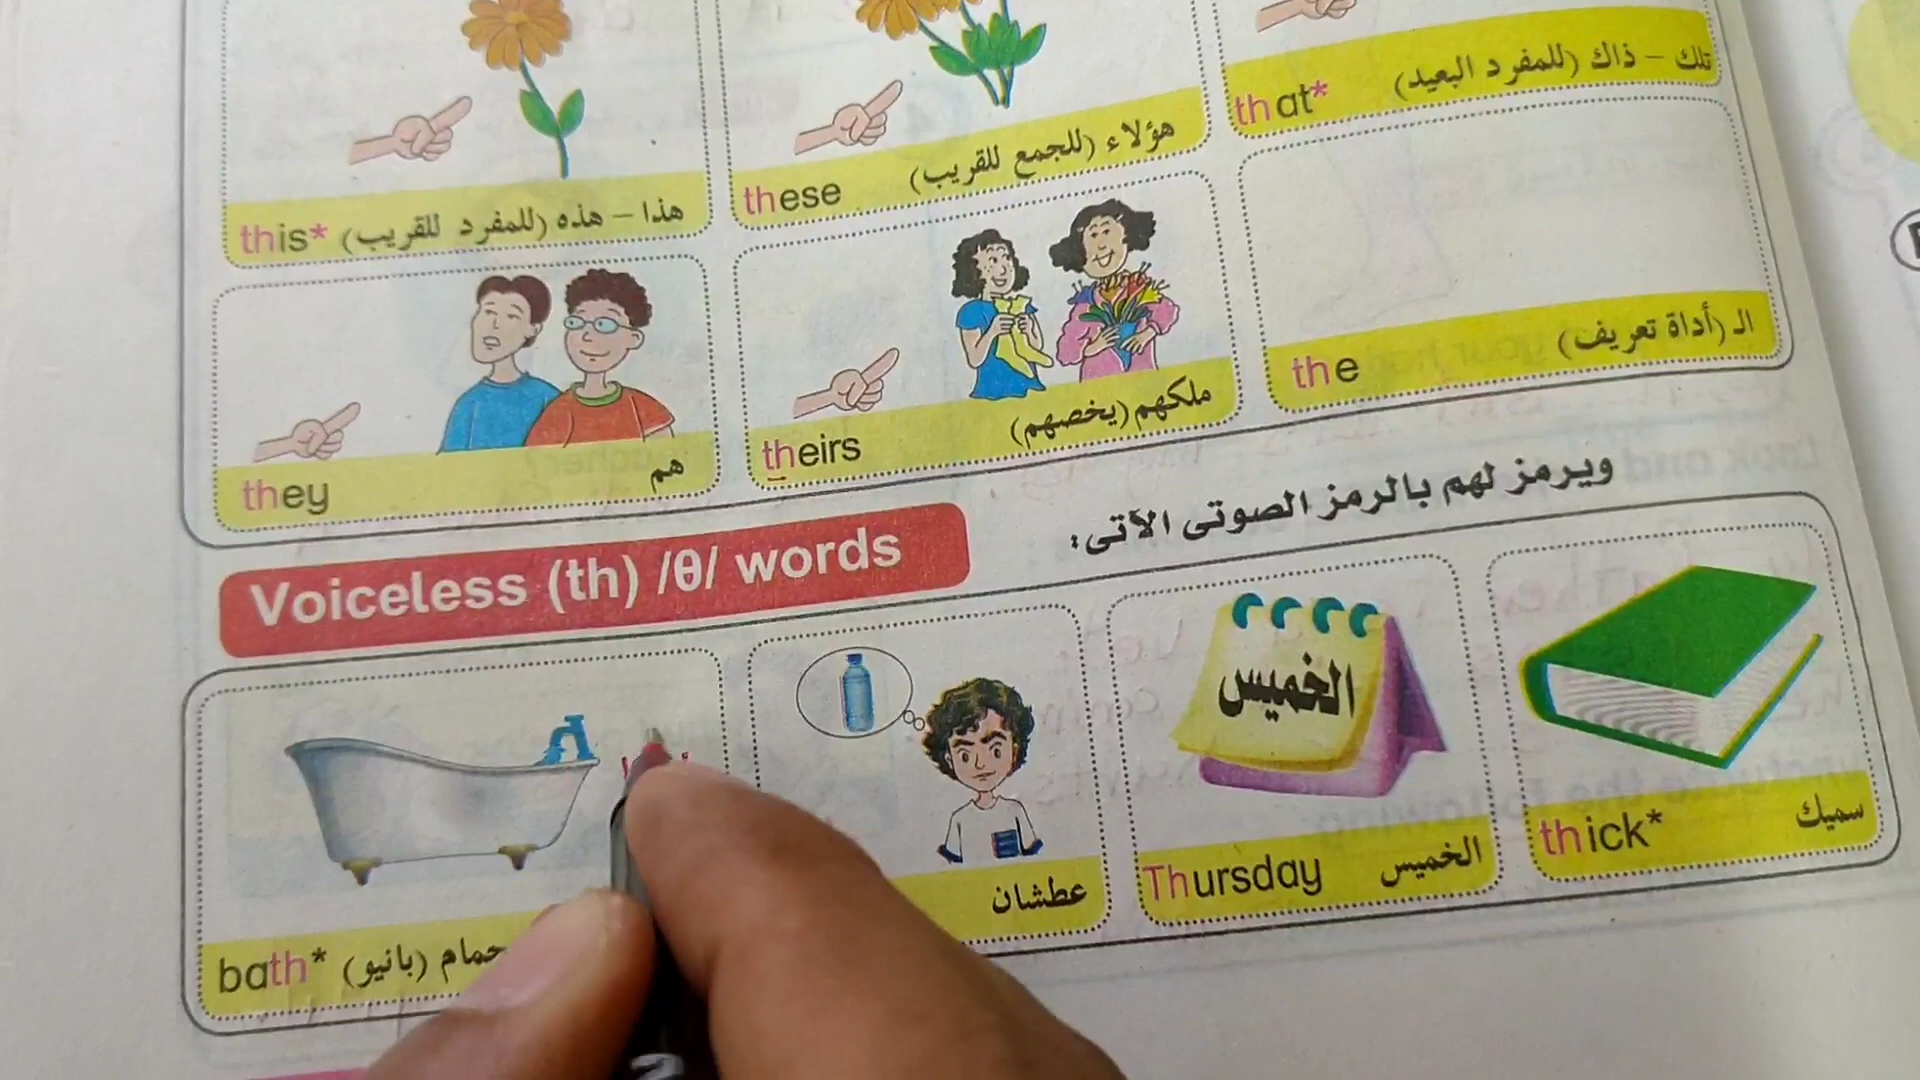 that* تلك - ذاك (للمفرد البعيد)
these هؤلاء (للجمع للقريب)
this* هذا - هذه (للمفرد للقريب)
the الـ (أداة تعريف)
theirs ملكهم (يخصهم)
they هم
ويرمز لهم بالرمز الصوتى الآتى:
Voiceless (th) /θ/ words
الخميس
bath* حمام (بانيو)
عطشان
Thursday الخميس
thick* سميك